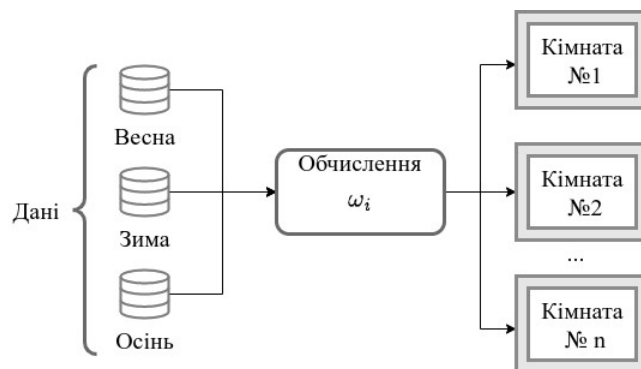 Дані
Весна
Зима
Осінь
Обчислення
ωᵢ
Кімната
№1
Кімната
№2
...
Кімната
№ n